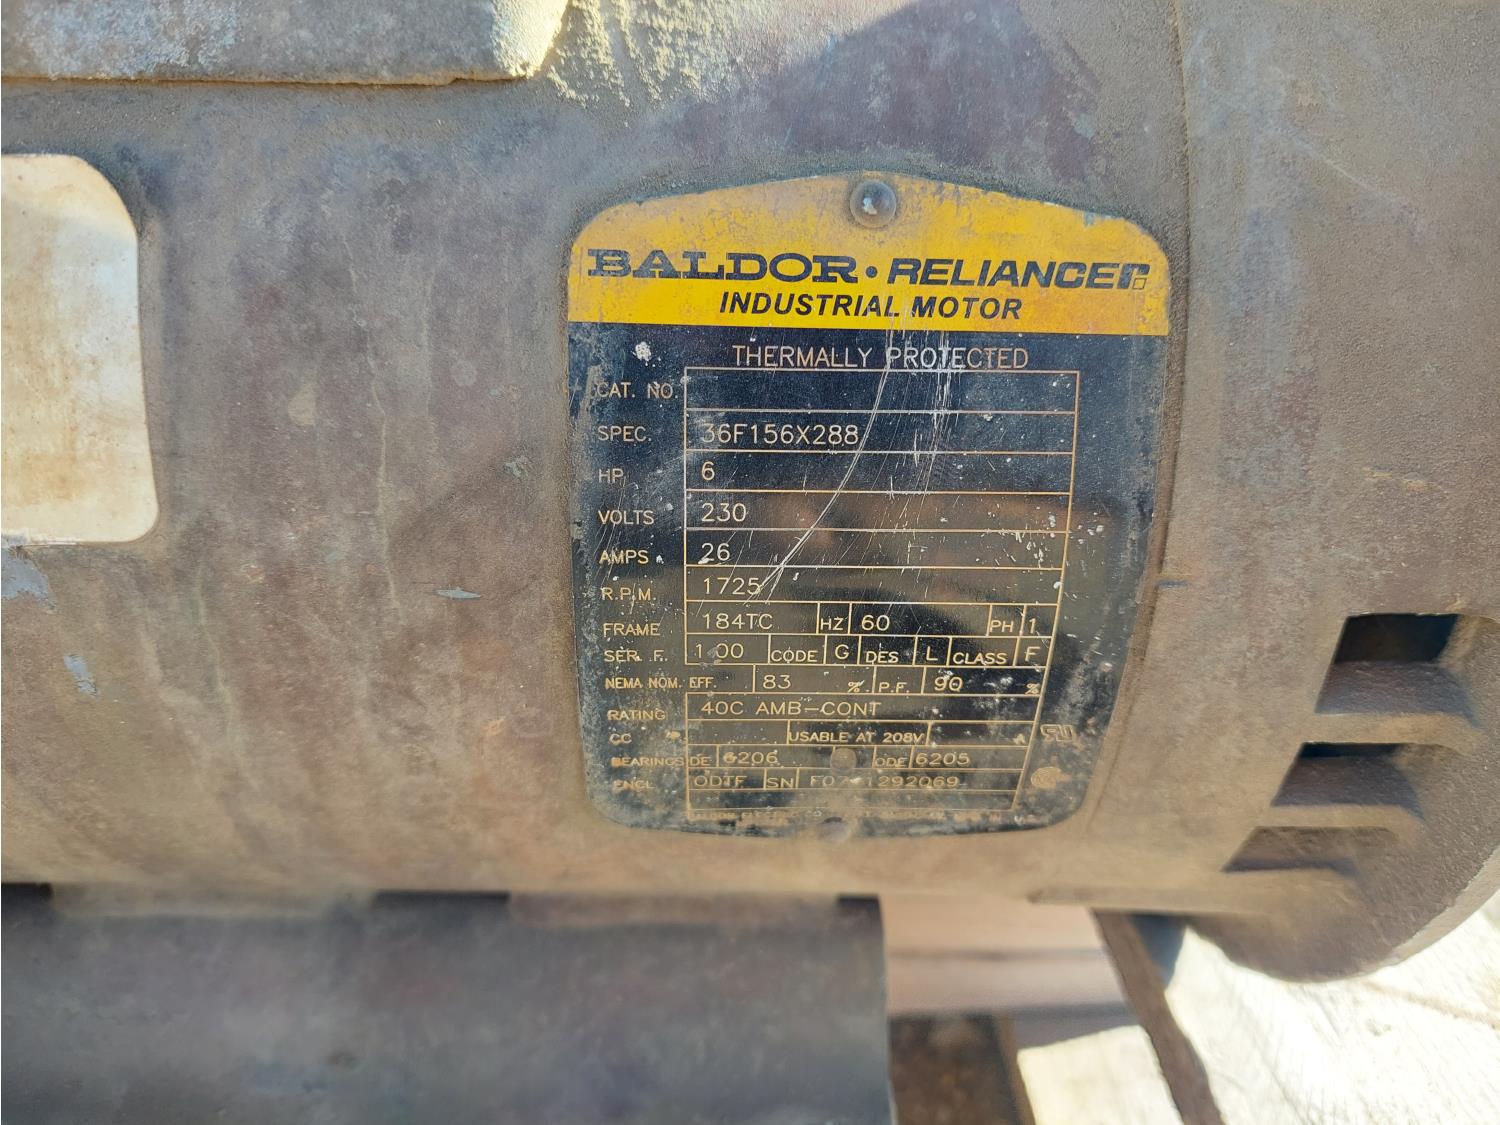 BALDOR · RELIANCE
INDUSTRIAL MOTOR
THERMALLY PROTECTED
CAT. NO.
SPEC. 36F156X288
HP 6
VOLTS 230
AMPS 26
R.P.M. 1725
FRAME 184TC HZ 60 PH 1
SER. F. 1.00 CODE G DES L CLASS F
NEMA NOM. EFF. 83 % P.F. 90 %
RATING 40C AMB-CONT
CC USABLE AT 208V A
BEARINGS DE 6206 ODE 6205
ENCL ODTF SN